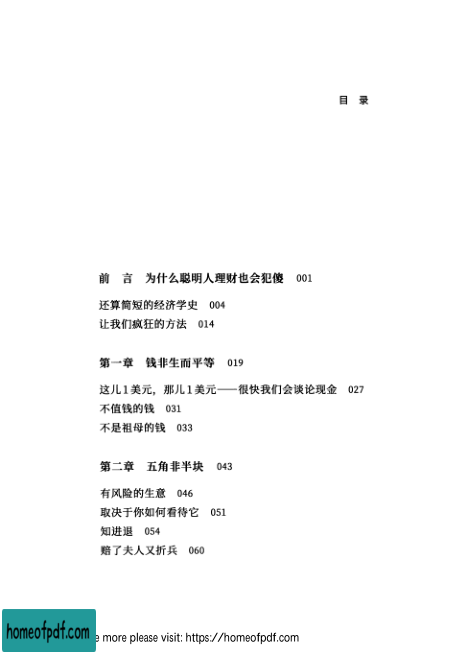 目 录
前 言 为什么聪明人理财也会犯傻 001
还算简短的经济学史 004
让我们疯狂的方法 014
第一章 钱非生而平等 019
这儿1美元，那儿1美元——很快我们会谈论现金 027
不值钱的钱 031
不是祖母的钱 033
第二章 五角非半块 043
有风险的生意 046
取决于你如何看待它 051
知进退 054
赔了夫人又折兵 060
homeofpdf.com
e more please visit: https://homeofpdf.com